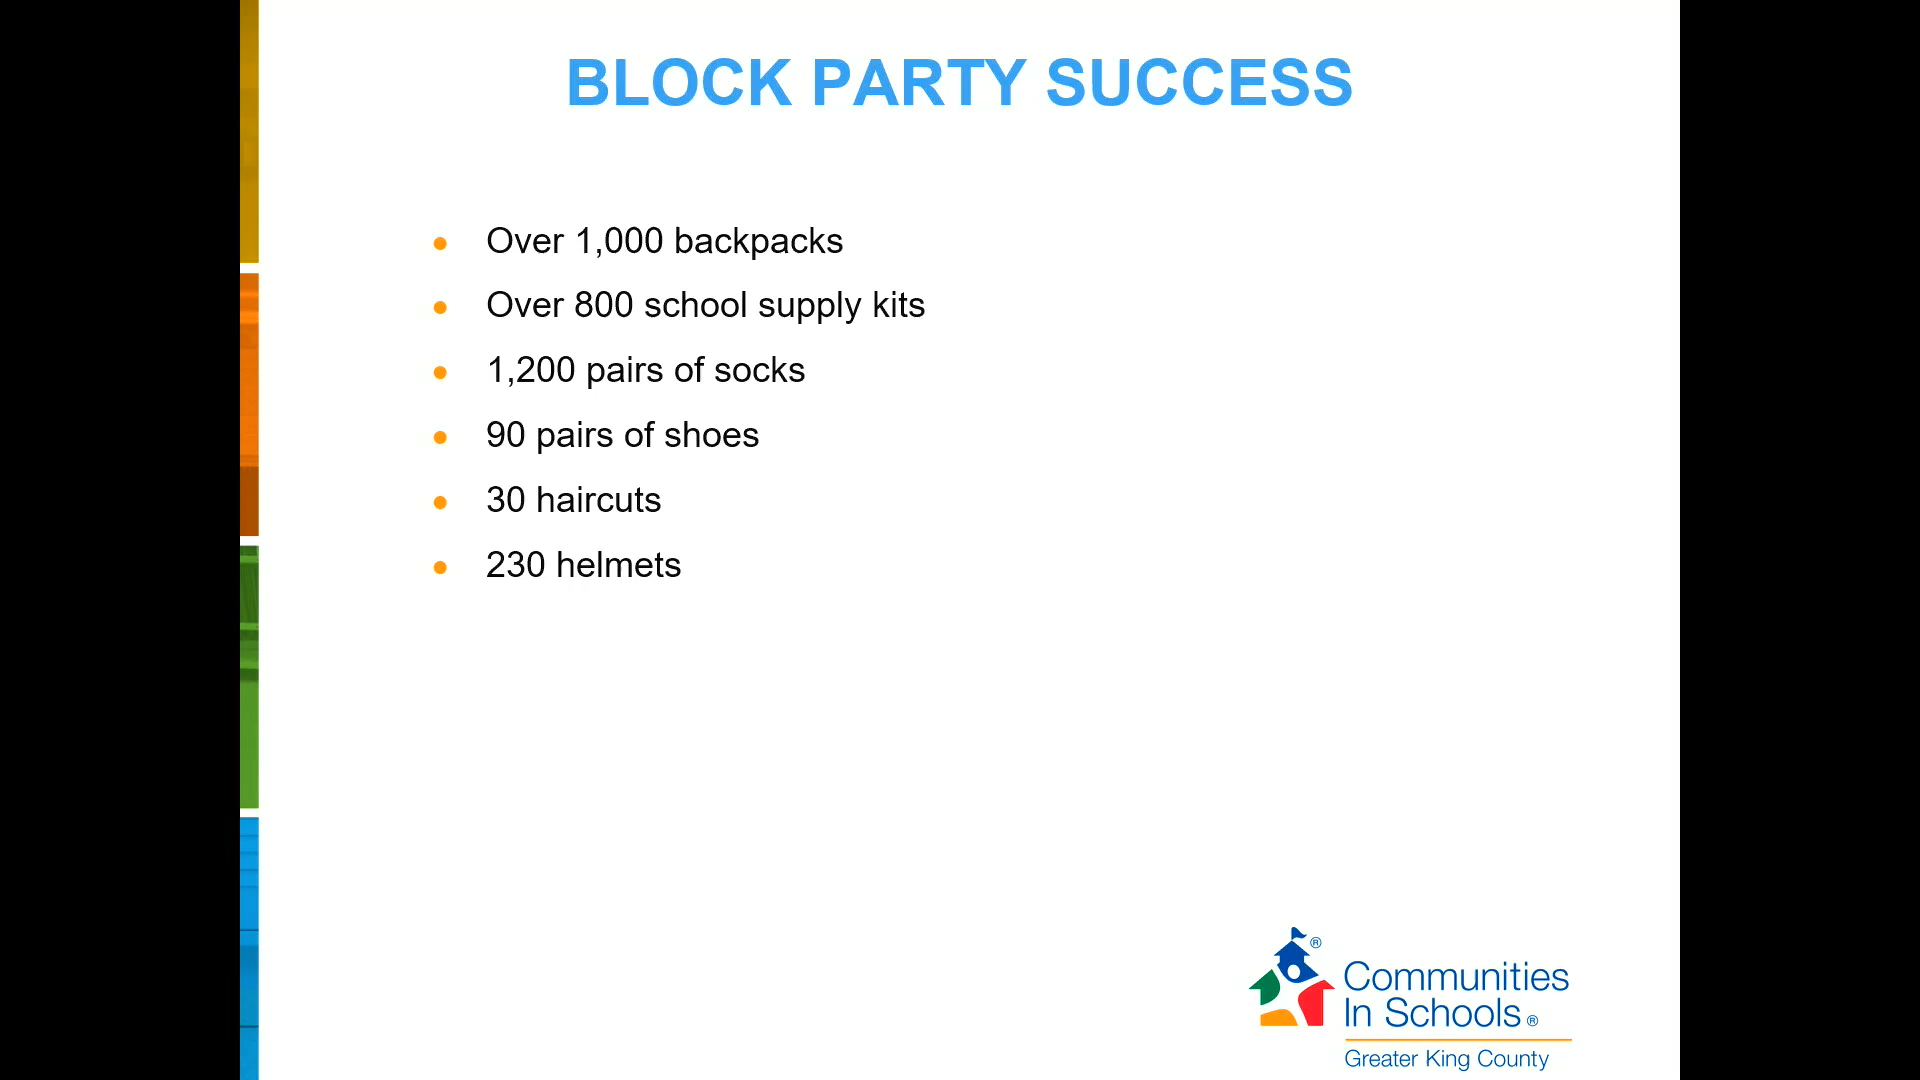 BLOCK PARTY SUCCESS
Over 1,000 backpacks
Over 800 school supply kits
1,200 pairs of socks
90 pairs of shoes
30 haircuts
230 helmets
®
Communities
In Schools®
Greater King County